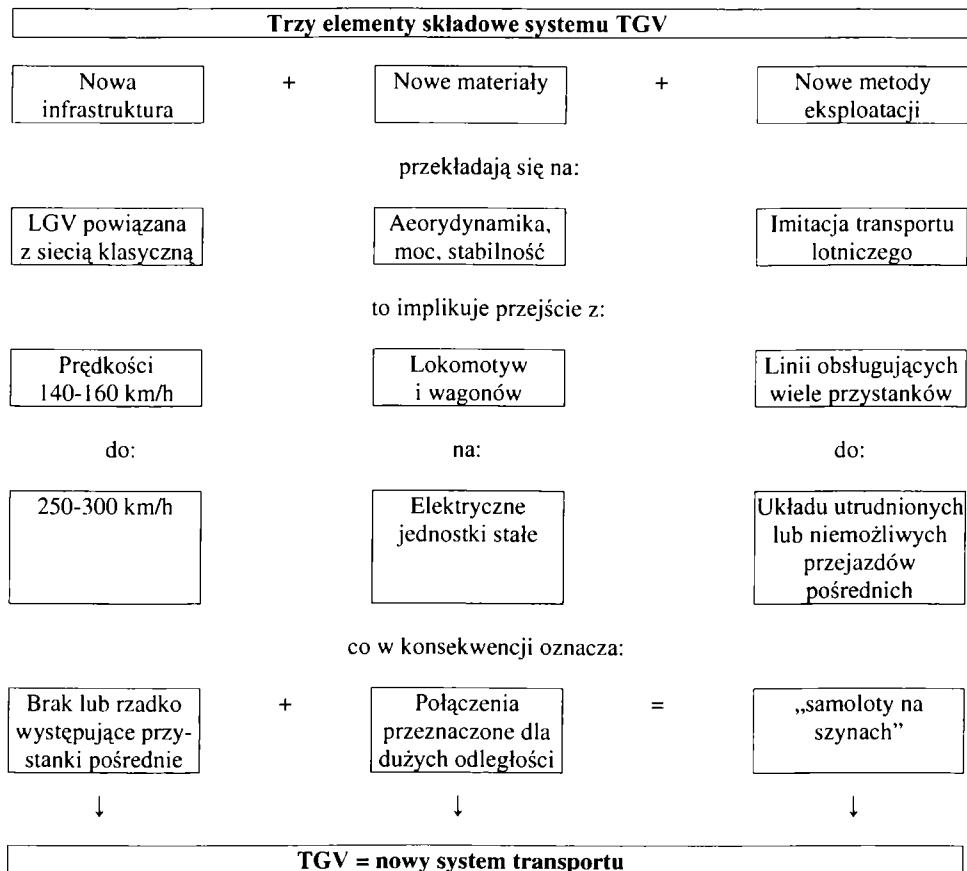 Trzy elementy składowe systemu TGV
Nowa
infrastruktura
+
Nowe materiały
+
Nowe metody
eksploatacji
przekładają się na:
LGV powiązana
z siecią klasyczną
Aeorydynamika,
moc, stabilność
Imitacja transportu
lotniczego
to implikuje przejście z:
Prędkości
140-160 km/h
Lokomotyw
i wagonów
Linii obsługujących
wiele przystanków
do:
na:
do:
250-300 km/h
Elektryczne
jednostki stałe
Układu utrudnionych
lub niemożliwych
przejazdów
pośrednich
co w konsekwencji oznacza:
Brak lub rzadko
występujące przy-
stanki pośrednie
+
Połączenia
przeznaczone dla
dużych odległości
=
„samoloty na
szynach”
↓ ↓ ↓
TGV = nowy system transportu